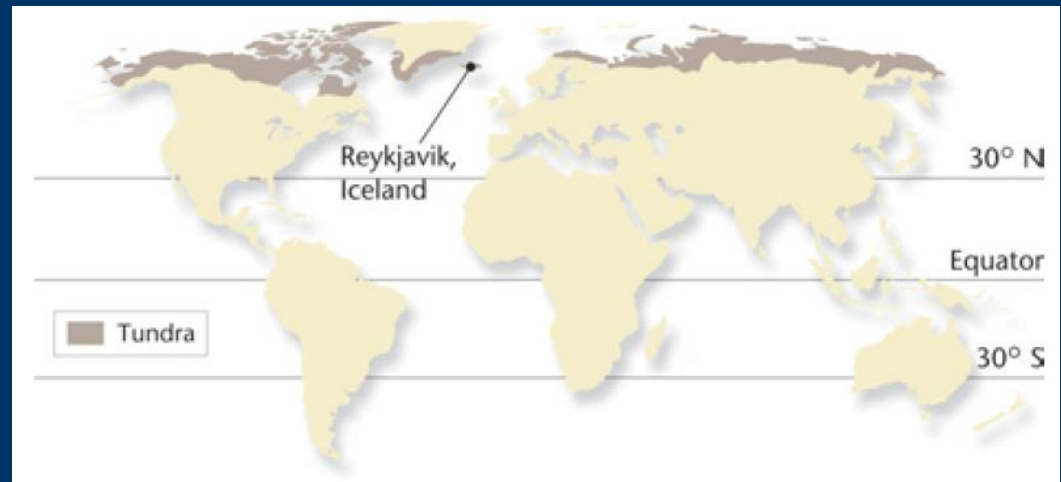 Reykjavik,
Iceland
30° N
Equator
Tundra
30° S